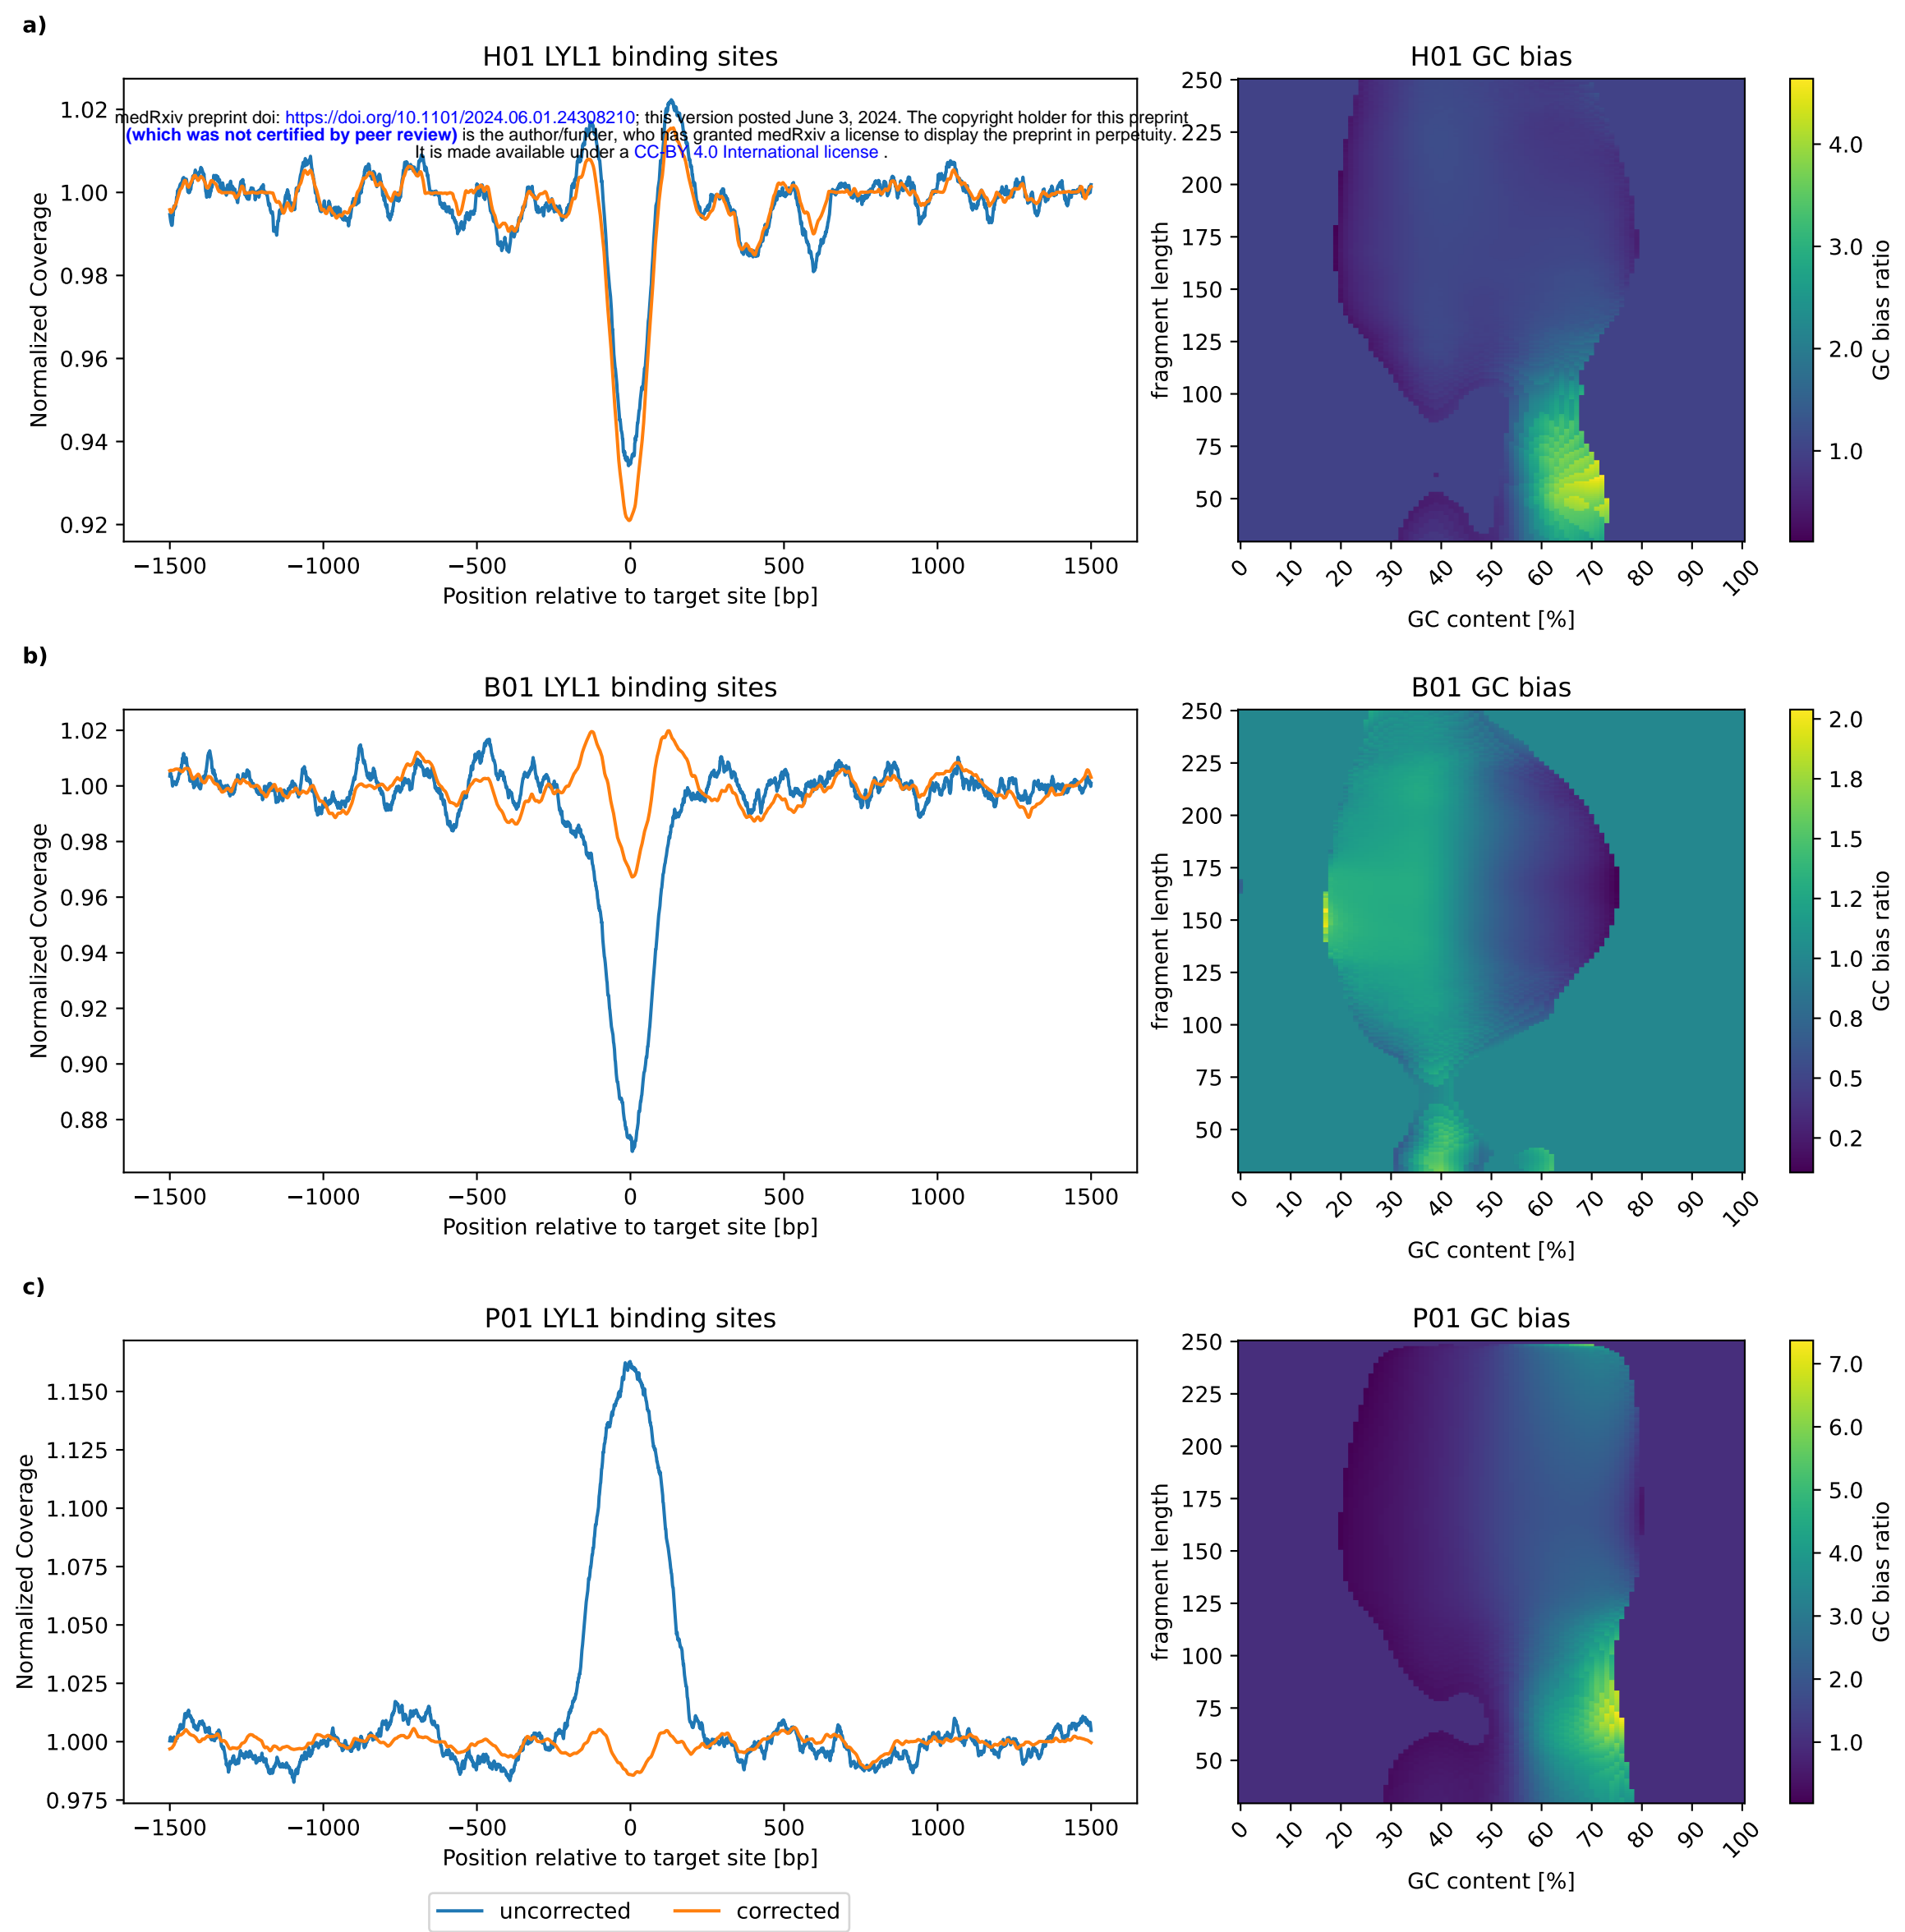 a)
H01 LYL1 binding sites
H01 GC bias
medRxiv preprint doi: https://doi.org/10.1101/2024.06.01.24308210; this version posted June 3, 2024. The copyright holder for this preprint
(which was not certified by peer review) is the author/funder, who has granted medRxiv a license to display the preprint in perpetuity.
It is made available under a CC-BY 4.0 International license .
Normalized Coverage
1.02
1.00
0.98
0.96
0.94
0.92
−1500 −1000 −500 0 500 1000 1500
Position relative to target site [bp]
fragment length
250
225
200
175
150
125
100
75
50
0 10 20 30 40 50 60 70 80 90 100
GC content [%]
4.0
3.0
2.0
1.0
GC bias ratio
b)
B01 LYL1 binding sites
B01 GC bias
Normalized Coverage
1.02
1.00
0.98
0.96
0.94
0.92
0.90
0.88
−1500 −1000 −500 0 500 1000 1500
Position relative to target site [bp]
fragment length
250
225
200
175
150
125
100
75
50
0 10 20 30 40 50 60 70 80 90 100
GC content [%]
2.0
1.8
1.5
1.2
1.0
0.8
0.5
0.2
GC bias ratio
c)
P01 LYL1 binding sites
P01 GC bias
Normalized Coverage
1.150
1.125
1.100
1.075
1.050
1.025
1.000
0.975
−1500 −1000 −500 0 500 1000 1500
Position relative to target site [bp]
fragment length
250
225
200
175
150
125
100
75
50
0 10 20 30 40 50 60 70 80 90 100
GC content [%]
7.0
6.0
5.0
4.0
3.0
2.0
1.0
GC bias ratio
uncorrected corrected